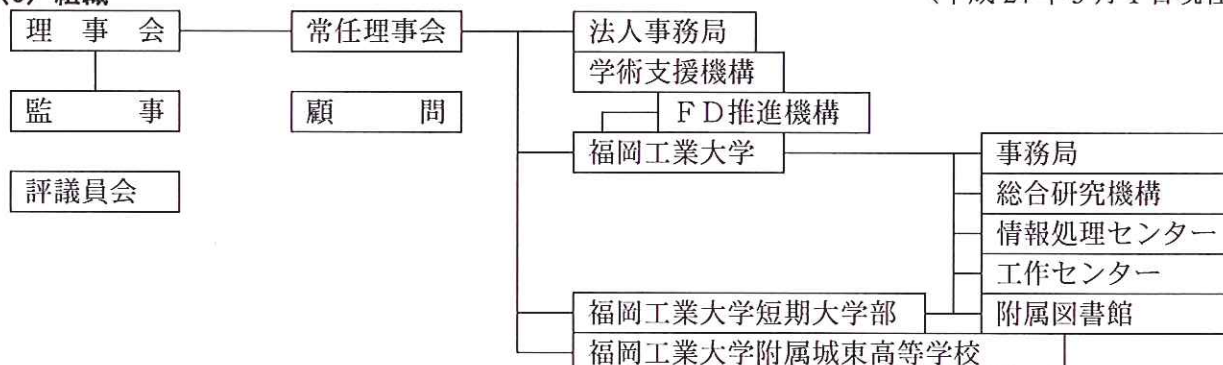 理事会
常任理事会
法人事務局
学術支援機構
監事
顧問
ＦＤ推進機構
福岡工業大学
事務局
評議員会
総合研究機構
情報処理センター
工作センター
福岡工業大学短期大学部
附属図書館
福岡工業大学附属城東高等学校